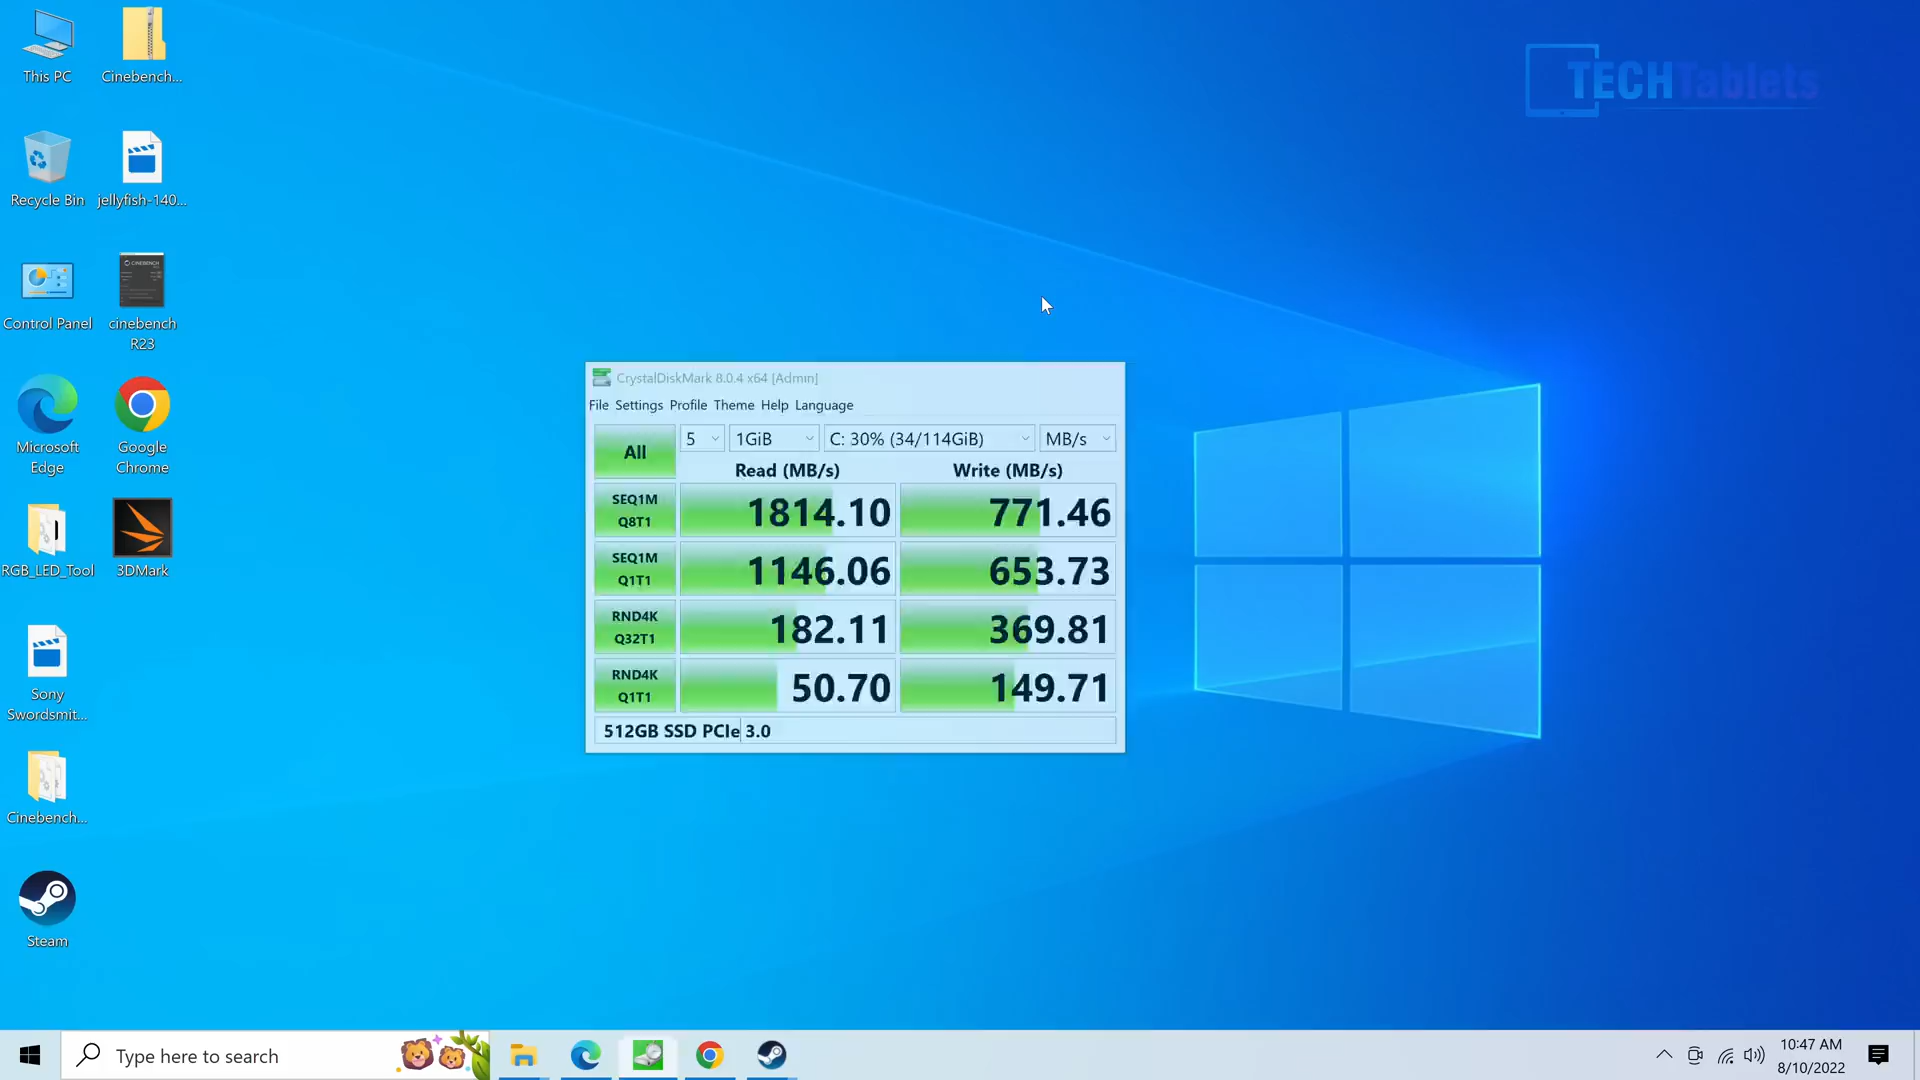 This PC
Cinebench...
TECHTablets
Recycle Bin
jellyfish-140...
Control Panel
CINEBENCH
cinebench
R23
Microsoft
Edge
Google
Chrome
RGB_LED_Tool
3DMark
Sony
Swordsmit...
Cinebench...
Steam
CrystalDiskMark 8.0.4 x64 [Admin]
File Settings Profile Theme Help Language
All
5
1GiB
C: 30% (34/114GiB)
MB/s
Read (MB/s)
Write (MB/s)
SEQ1M
Q8T1
1814.10
771.46
SEQ1M
Q1T1
1146.06
653.73
RND4K
Q32T1
182.11
369.81
RND4K
Q1T1
50.70
149.71
512GB SSD PCIe 3.0
Type here to search
10:47 AM
8/10/2022